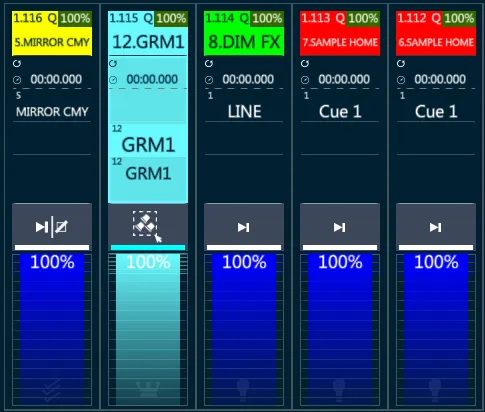 1.116 Q 100%
5.MIRROR CMY
00:00.000
5
MIRROR CMY
100%
1.115 Q 100%
12.GRM1
00:00.000
12
GRM1
12
GRM1
100%
1.114 Q 100%
8.DIM FX
00:00.000
1
LINE
100%
1.113 Q 100%
7.SAMPLE HOME
00:00.000
1
Cue 1
100%
1.112 Q 100%
6.SAMPLE HOME
00:00.000
1
Cue 1
100%